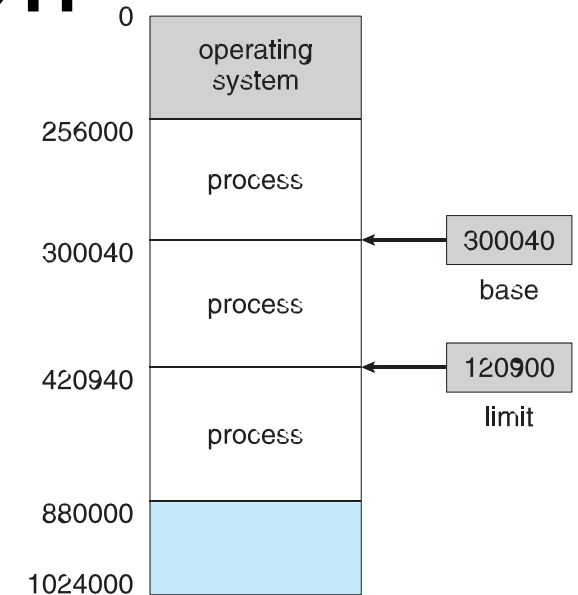 0
operating
system
256000
process
300040
300040
base
process
420940
120900
limit
process
880000
1024000